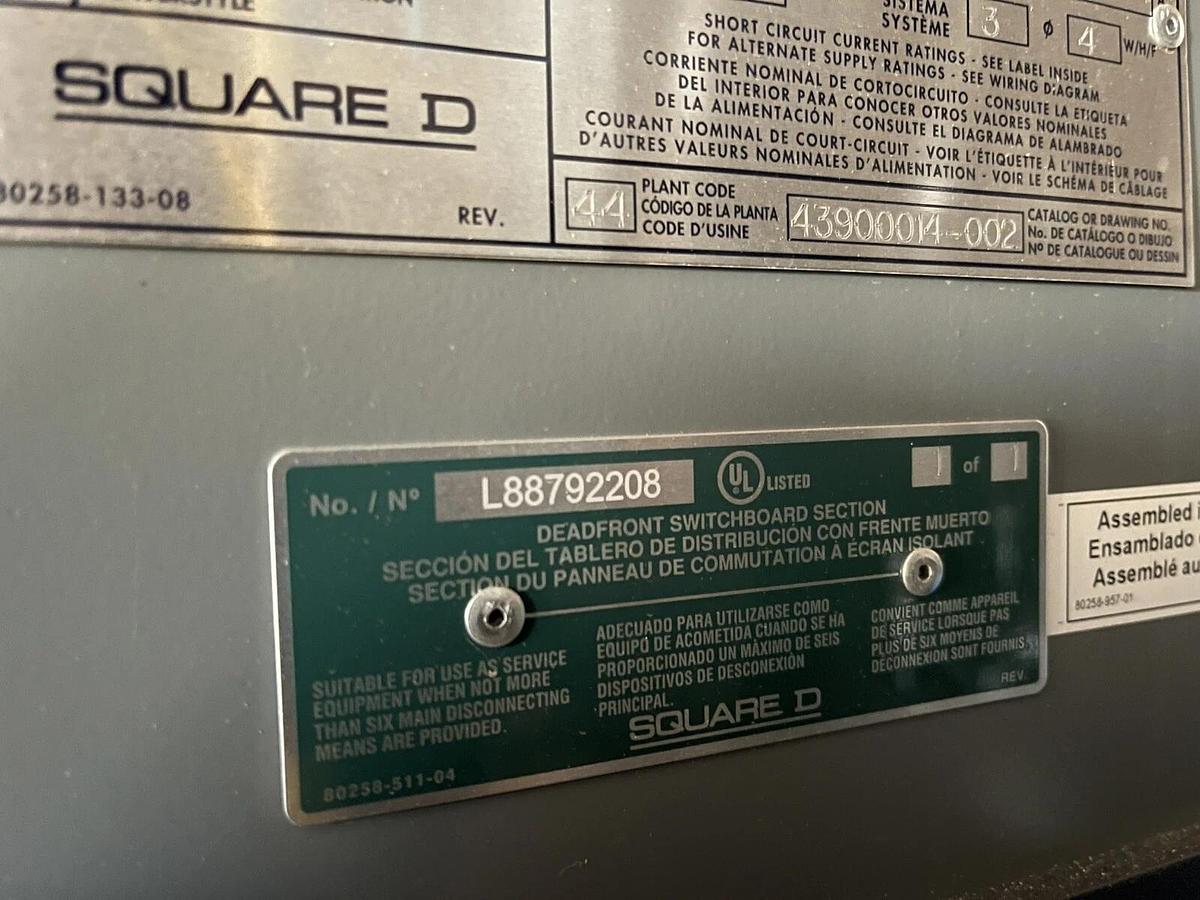 SISTEMA
SYSTÈME
3
ø
4
W/H/F
SHORT CIRCUIT CURRENT RATINGS - SEE LABEL INSIDE
FOR ALTERNATE SUPPLY RATINGS - SEE WIRING DIAGRAM
CORRIENTE NOMINAL DE CORTOCIRCUITO - CONSULTE LA ETIQUETA
DEL INTERIOR PARA CONOCER OTROS VALORES NOMINALES
DE LA ALIMENTACIÓN - CONSULTE EL DIAGRAMA DE ALAMBRADO
COURANT NOMINAL DE COURT-CIRCUIT - VOIR L'ÉTIQUETTE À L'INTÉRIEUR POUR
D'AUTRES VALEURS NOMINALES D'ALIMENTATION - VOIR LE SCHÉMA DE CÂBLAGE
SQUARE D
80258-133-08
REV.
44
PLANT CODE
CÓDIGO DE LA PLANTA
CODE D'USINE
43900014-002
CATALOG OR DRAWING NO.
No. DE CATÁLOGO O DIBUJO
Nº DE CATALOGUE OU DESSIN
No. / Nº L88792208
UL LISTED
1 of 1
DEADFRONT SWITCHBOARD SECTION
SECCIÓN DEL TABLERO DE DISTRIBUCIÓN CON FRENTE MUERTO
SECTION DU PANNEAU DE COMMUTATION À ÉCRAN ISOLANT
SUITABLE FOR USE AS SERVICE
EQUIPMENT WHEN NOT MORE
THAN SIX MAIN DISCONNECTING
MEANS ARE PROVIDED.
ADECUADO PARA UTILIZARSE COMO
EQUIPO DE ACOMETIDA CUANDO SE HA
PROPORCIONADO UN MÁXIMO DE SEIS
DISPOSITIVOS DE DESCONEXIÓN
PRINCIPAL.
CONVIENT COMME APPAREIL
DE SERVICE LORSQUE PAS
PLUS DE SIX MOYENS DE
DÉCONNEXION SONT FOURNIS.
REV.
SQUARE D
80258-511-04
Assembled i
Ensamblado
Assemblé au
80258-957-01